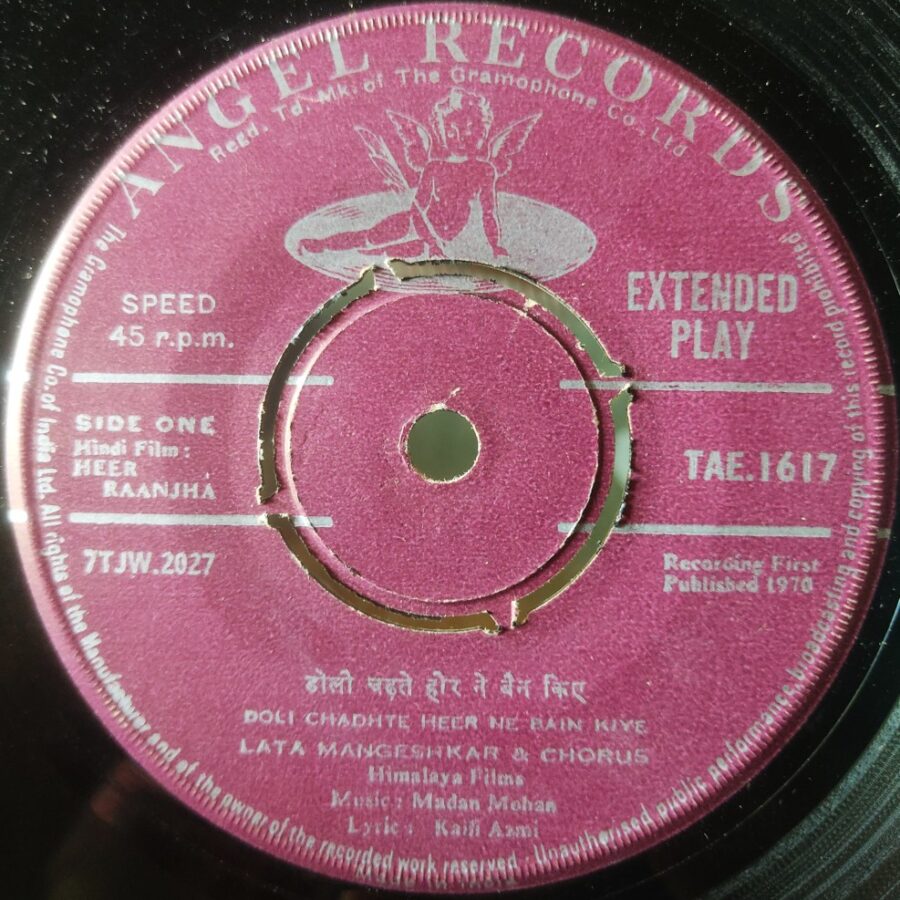 ANGEL RECORDS
Regd. Td. Mk. of The Gramophone Co. Ltd
SPEED
45 r.p.m.
EXTENDED
PLAY
SIDE ONE
Hindi Film :
HEER
RAANJHA
TAE.1617
7TJW.2027
Recording First
Published 1970
डोली चढ़ते हीर ने बैन किए
DOLI CHADHTE HEER NE BAIN KIYE
LATA MANGESHKAR & CHORUS
Himalaya Films
Music : Madan Mohan
Lyric : Kaifi Azmi
The Gramophone Co. of India Ltd. All rights of the Manufacturer and of the owner of the recorded work reserved : Unauthorised public performance broadcasting and copying of this record prohibited